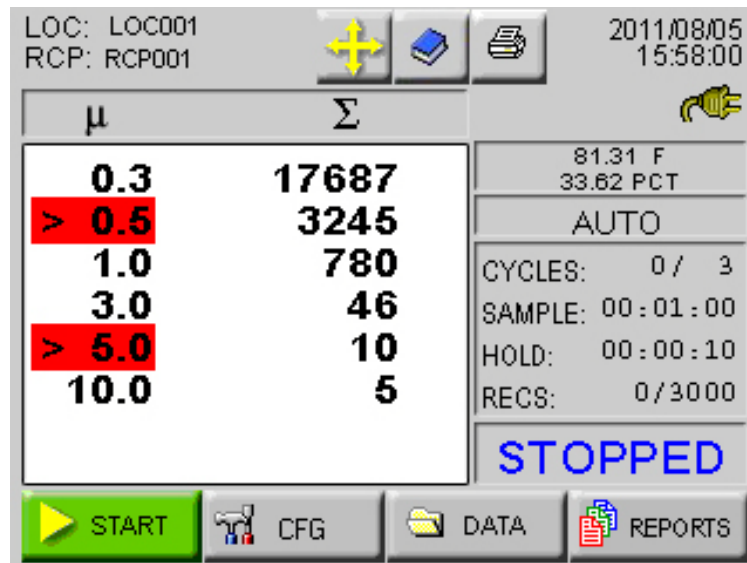 LOC: LOC001
RCP: RCP001
2011/08/05
15:58:00
μ Σ
0.3 17687
> 0.5 3245
1.0 780
3.0 46
> 5.0 10
10.0 5
81.31 F
33.62 PCT
AUTO
CYCLES: 0/ 3
SAMPLE: 00:01:00
HOLD: 00:00:10
RECS: 0/3000
STOPPED
START CFG DATA REPORTS